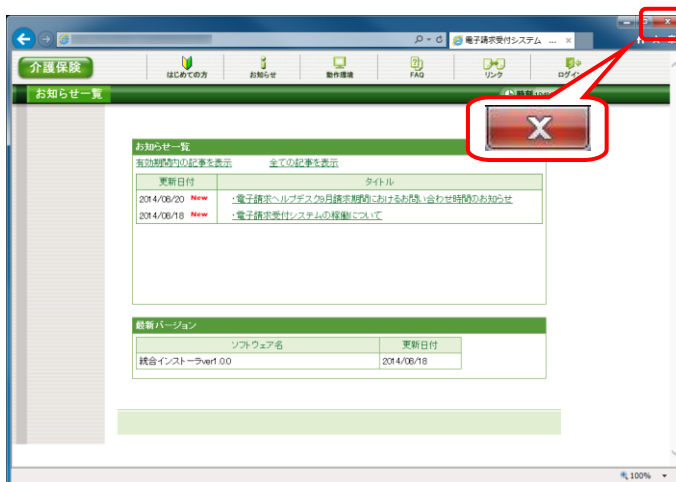 電子請求受付システム ... ×
介護保険
はじめての方
お知らせ
動作環境
FAQ
リンク
お知らせ一覧
お知らせ一覧
有効期間内の記事を表示 全ての記事を表示
更新日付 タイトル
2014/08/20 New ・電子請求ヘルプデスク9月請求期間におけるお問い合わせ時間のお知らせ
2014/08/18 New ・電子請求受付システムの稼働について
最新バージョン
ソフトウェア名 更新日付
統合インストーラver1.0.0 2014/08/18
100%